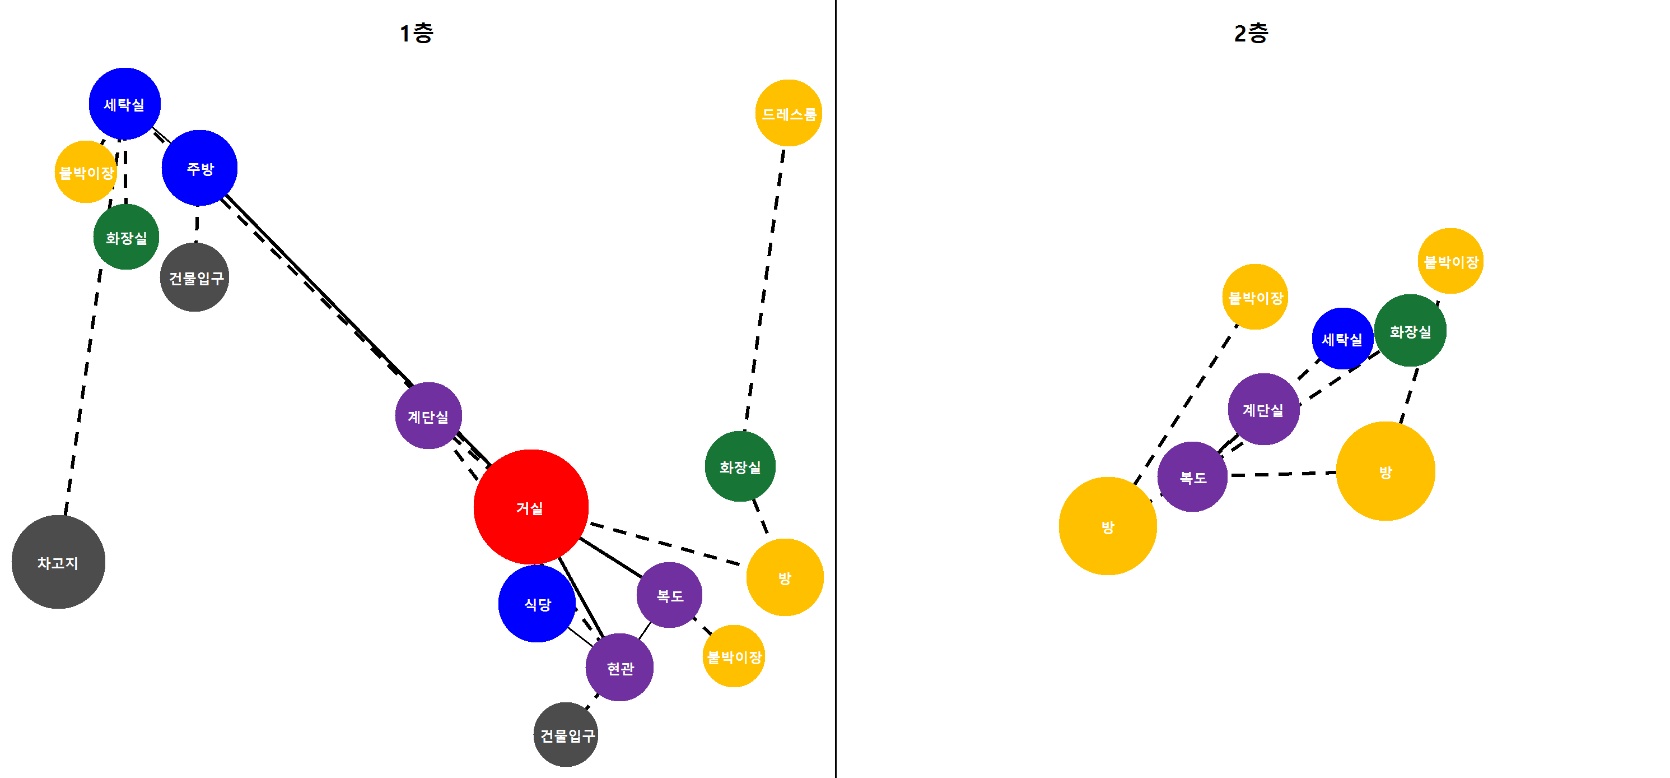 1층
세탁실
주방
붙박이장
화장실
건물입구
드레스룸
계단실
화장실
거실
차고지
방
식당
복도
붙박이장
현관
건물입구
2층
붙박이장
붙박이장
세탁실
화장실
계단실
복도
방
방